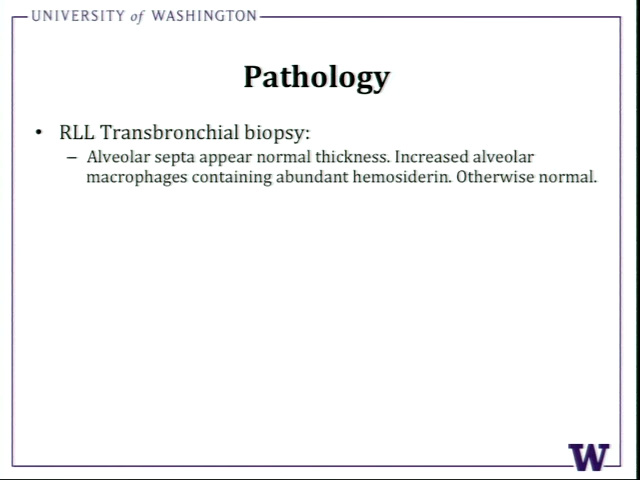 UNIVERSITY of WASHINGTON
Pathology
• RLL Transbronchial biopsy:
– Alveolar septa appear normal thickness. Increased alveolar
macrophages containing abundant hemosiderin. Otherwise normal.
W